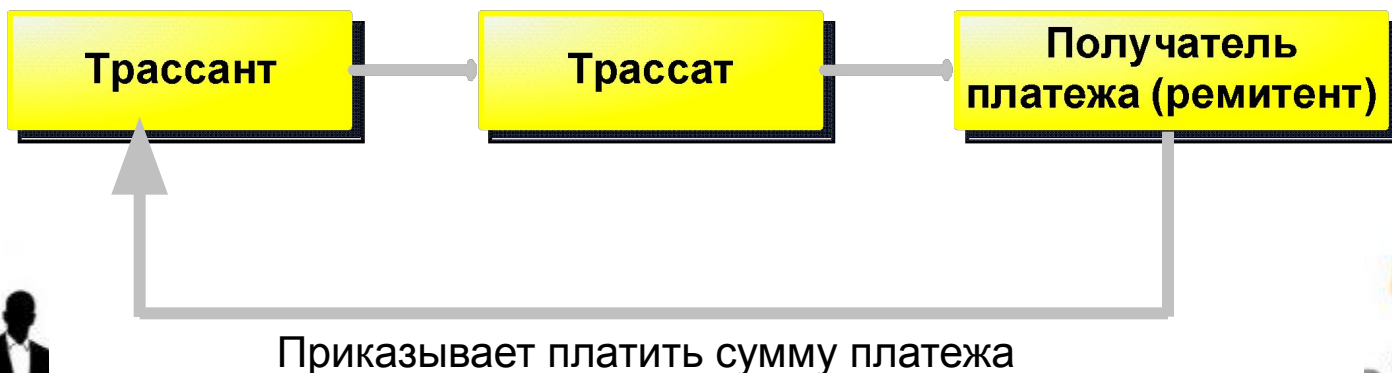 Трассант
Трассат
Получатель
платежа (ремитент)
Приказывает платить сумму платежа